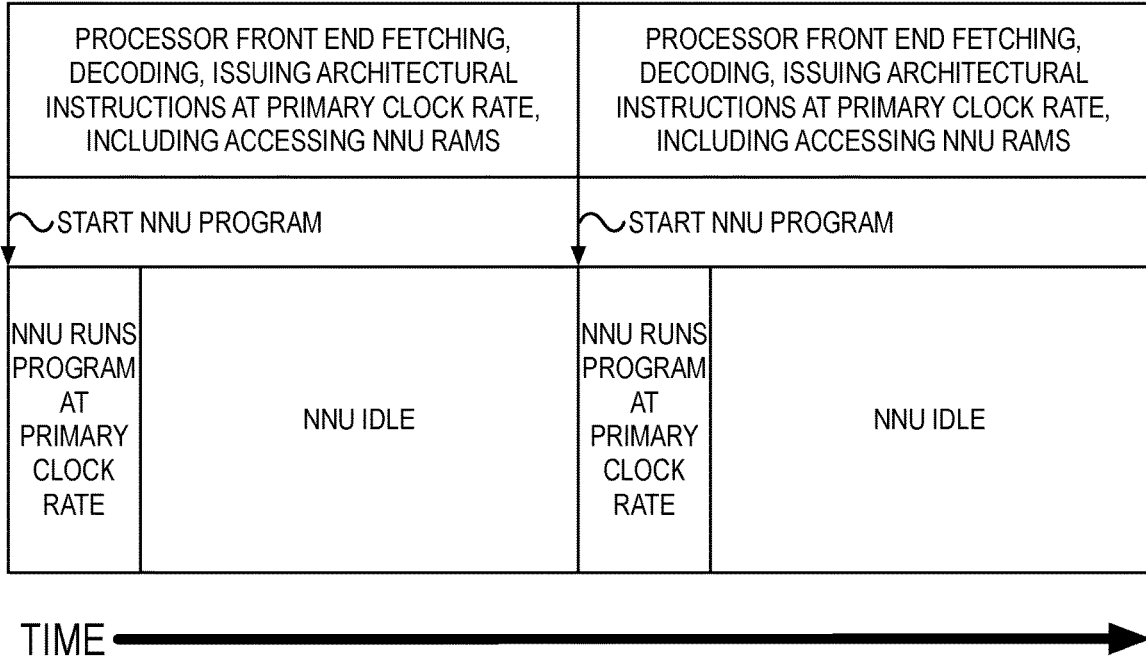 PROCESSOR FRONT END FETCHING,
DECODING, ISSUING ARCHITECTURAL
INSTRUCTIONS AT PRIMARY CLOCK RATE,
INCLUDING ACCESSING NNU RAMS
PROCESSOR FRONT END FETCHING,
DECODING, ISSUING ARCHITECTURAL
INSTRUCTIONS AT PRIMARY CLOCK RATE,
INCLUDING ACCESSING NNU RAMS
START NNU PROGRAM
START NNU PROGRAM
NNU RUNS
PROGRAM
AT
PRIMARY
CLOCK
RATE
NNU IDLE
NNU RUNS
PROGRAM
AT
PRIMARY
CLOCK
RATE
NNU IDLE
TIME